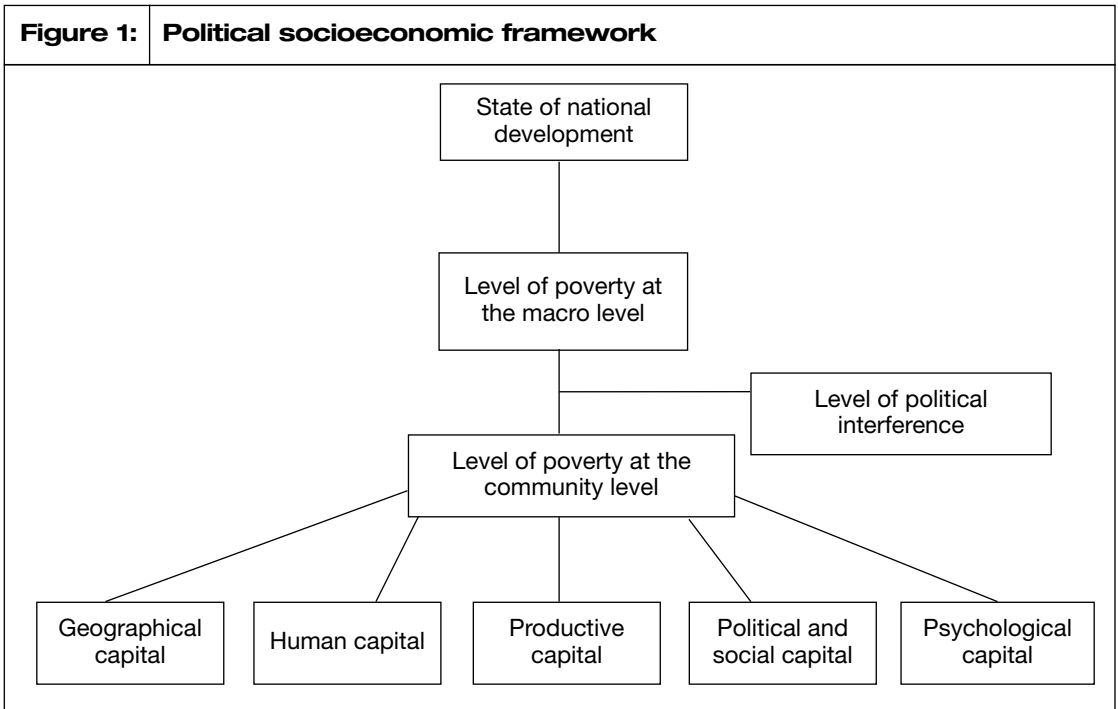 Figure 1: Political socioeconomic framework
State of national
development
Level of poverty at
the macro level
Level of political
interference
Level of poverty at the
community level
Geographical
capital
Human capital
Productive
capital
Political and
social capital
Psychological
capital